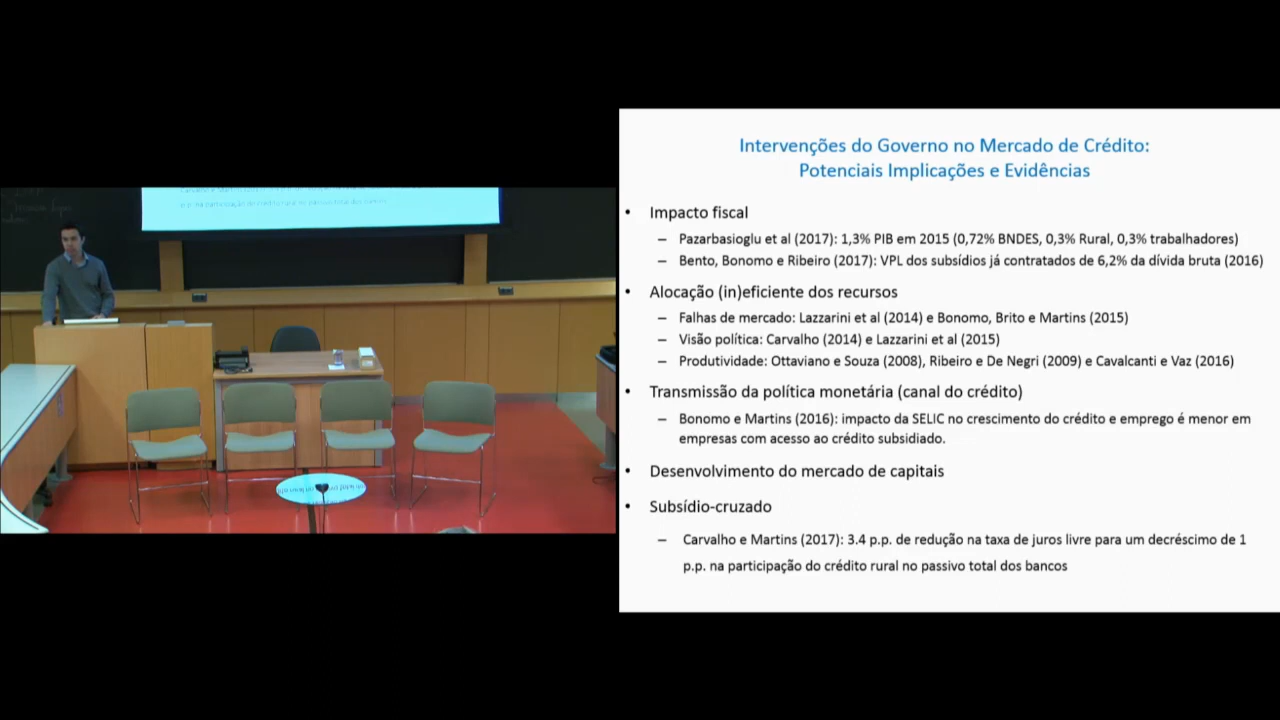 Intervenções do Governo no Mercado de Crédito:
Potenciais Implicações e Evidências
• Impacto fiscal
– Pazarbasioglu et al (2017): 1,3% PIB em 2015 (0,72% BNDES, 0,3% Rural, 0,3% trabalhadores)
– Bento, Bonomo e Ribeiro (2017): VPL dos subsídios já contratados de 6,2% da dívida bruta (2016)
• Alocação (in)eficiente dos recursos
– Falhas de mercado: Lazzarini et al (2014) e Bonomo, Brito e Martins (2015)
– Visão política: Carvalho (2014) e Lazzarini et al (2015)
– Produtividade: Ottaviano e Souza (2008), Ribeiro e De Negri (2009) e Cavalcanti e Vaz (2016)
• Transmissão da política monetária (canal do crédito)
– Bonomo e Martins (2016): impacto da SELIC no crescimento do crédito e emprego é menor em
empresas com acesso ao crédito subsidiado.
• Desenvolvimento do mercado de capitais
• Subsídio-cruzado
– Carvalho e Martins (2017): 3.4 p.p. de redução na taxa de juros livre para um decréscimo de 1
p.p. na participação do crédito rural no passivo total dos bancos